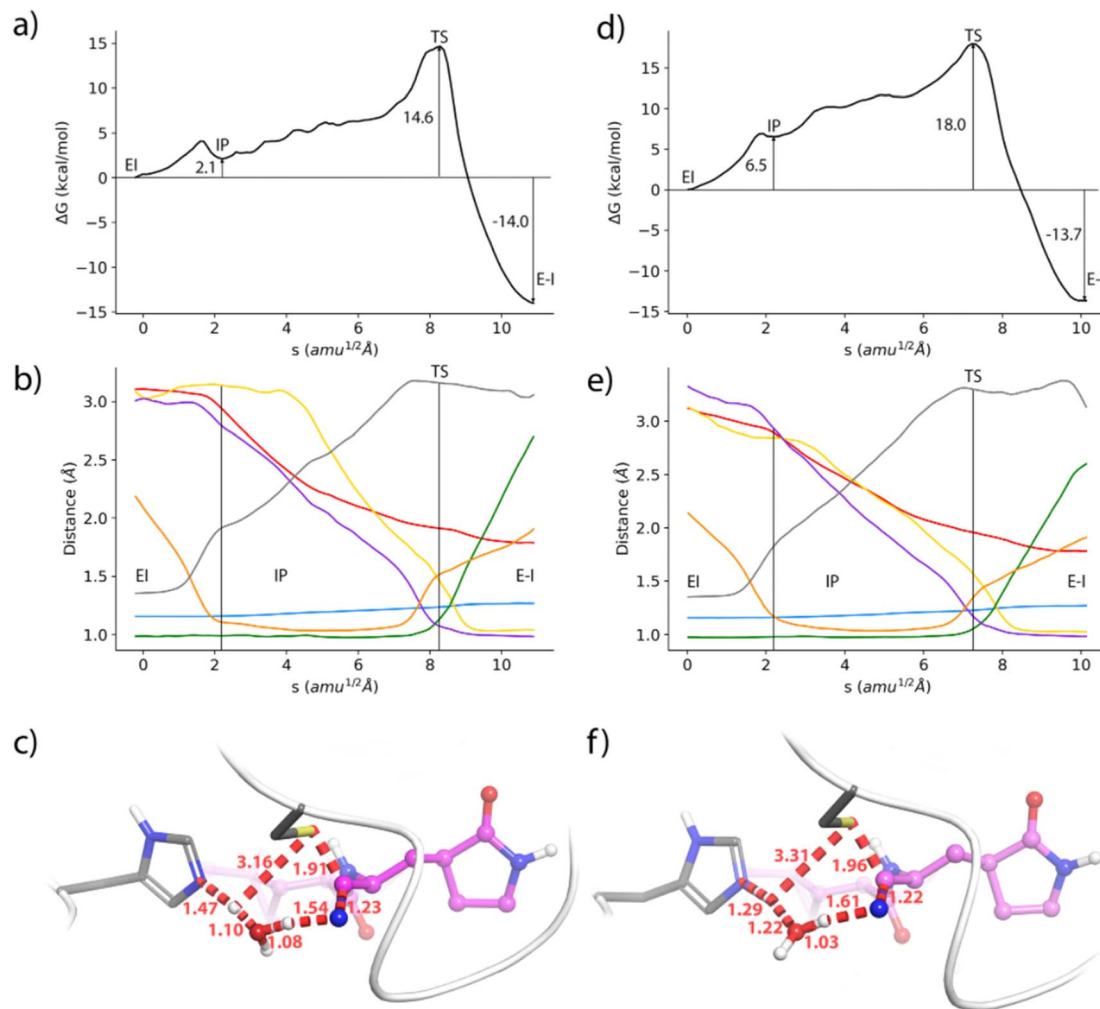 a)
TS
15
10
5
0
−5
−10
−15
ΔG (kcal/mol)
EI
IP
2.1
14.6
-14.0
E-I
0 2 4 6 8 10
s (amu1/2Å)
d)
TS
15
10
5
0
−5
−10
−15
ΔG (kcal/mol)
EI
IP
6.5
18.0
-13.7
E-
0 2 4 6 8 10
s (amu1/2Å)
b)
TS
3.0
2.5
2.0
1.5
1.0
Distance (Å)
EI
IP
E-I
0 2 4 6 8 10
s (amu1/2Å)
e)
TS
3.0
2.5
2.0
1.5
1.0
Distance (Å)
EI
IP
E-I
0 2 4 6 8 10
s (amu1/2Å)
c)
3.16
1.91
1.47
1.54
1.23
1.10
1.08
f)
3.31
1.96
1.29
1.61
1.22
1.22
1.03